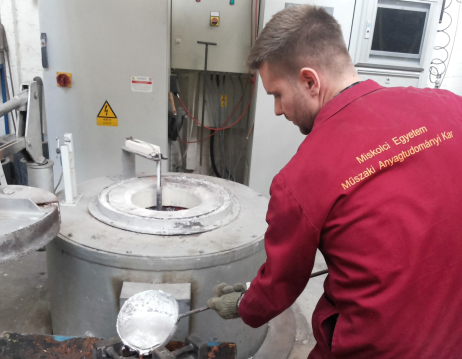 Miskolci Egyetem
Műszaki Anyagtudományi Kar